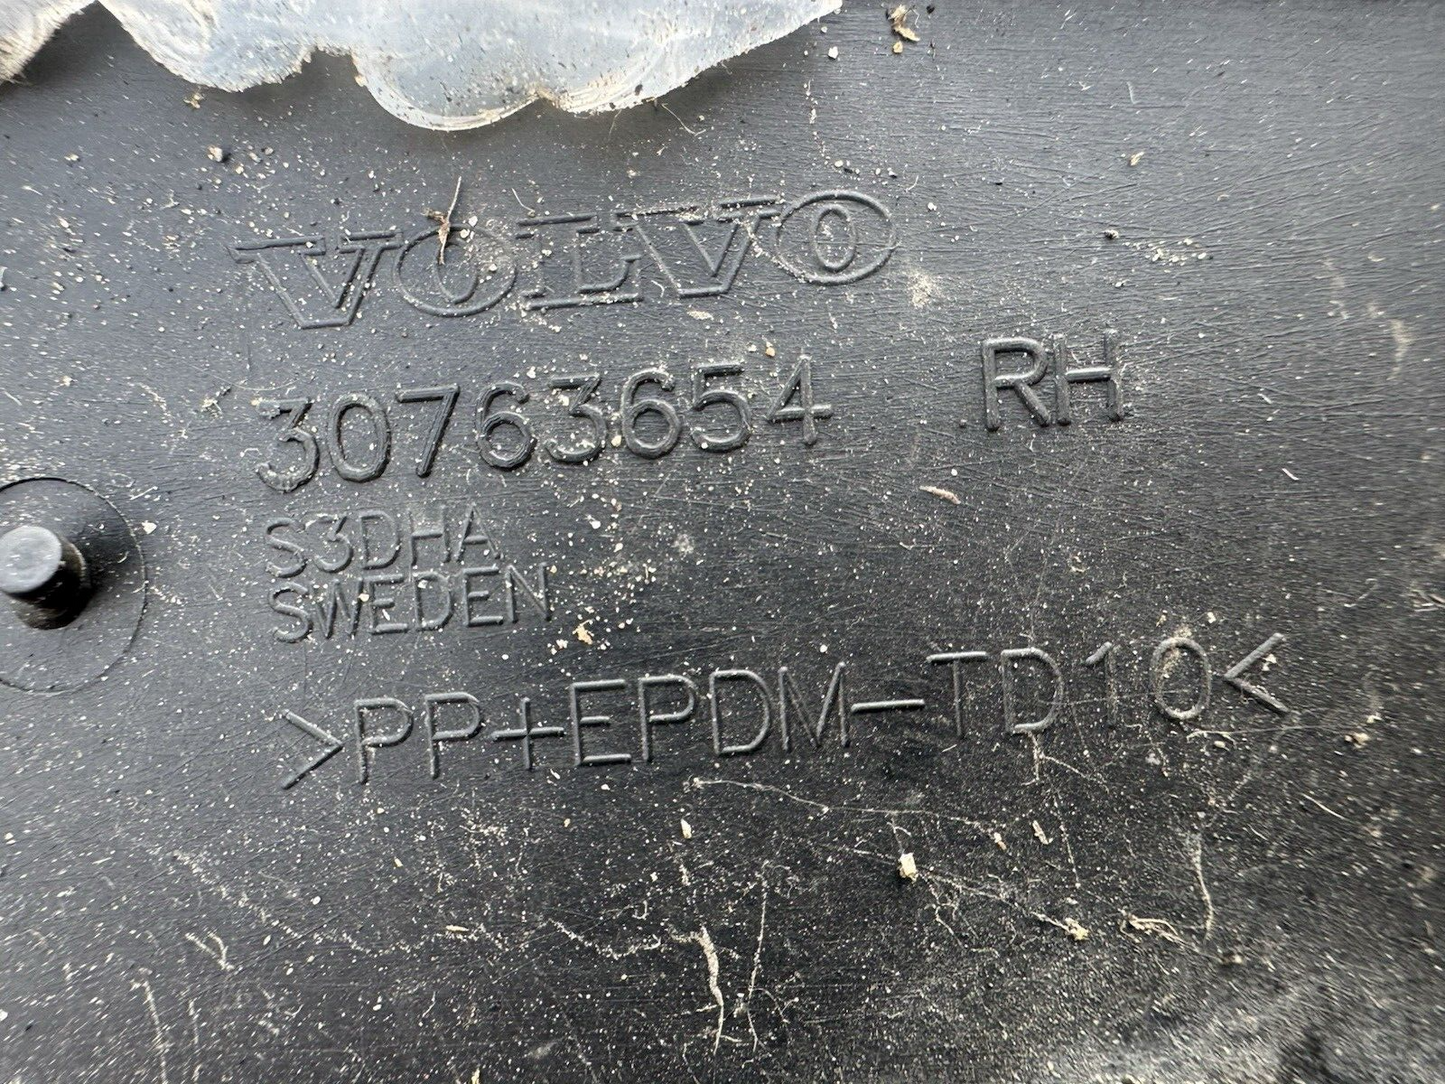 VOLVO
30763654 RH
S3DHA
SWEDEN
>PP+EPDM-TD10<